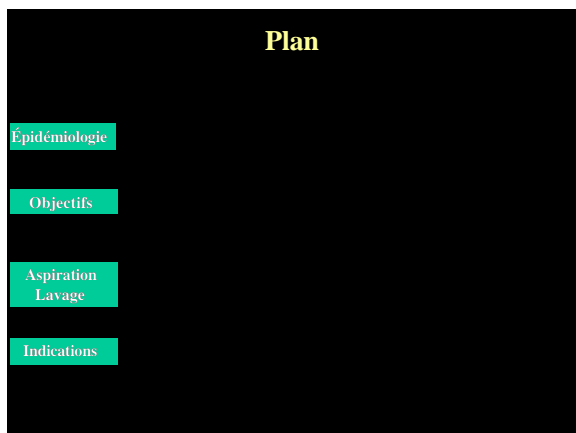 Plan
Épidémiologie
Objectifs
Aspiration
Lavage
Indications